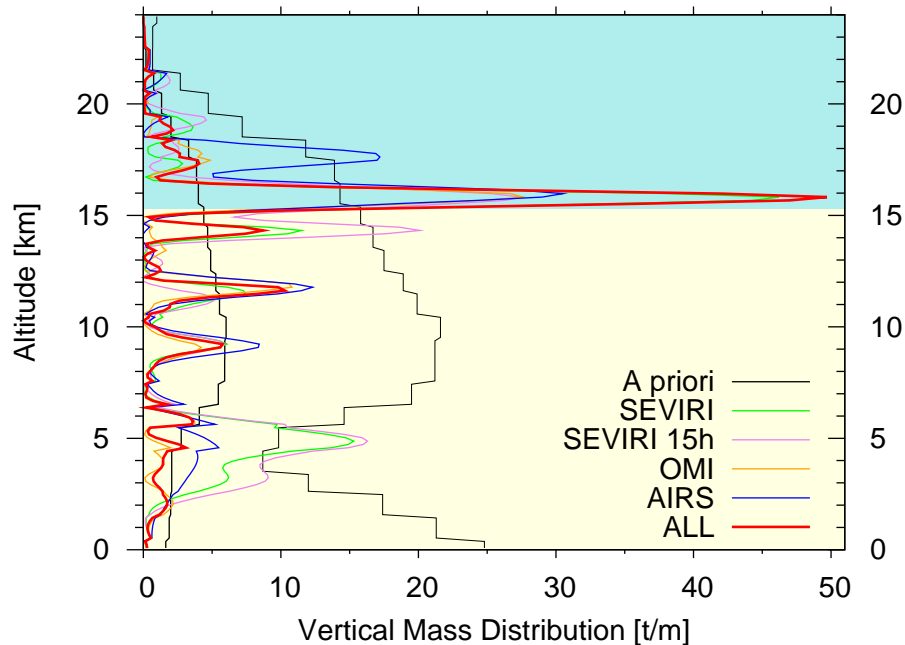 20
15
10
5
0
20
15
10
5
0
Altitude [km]
A priori
SEVIRI
SEVIRI 15h
OMI
AIRS
ALL
0 10 20 30 40 50
Vertical Mass Distribution [t/m]